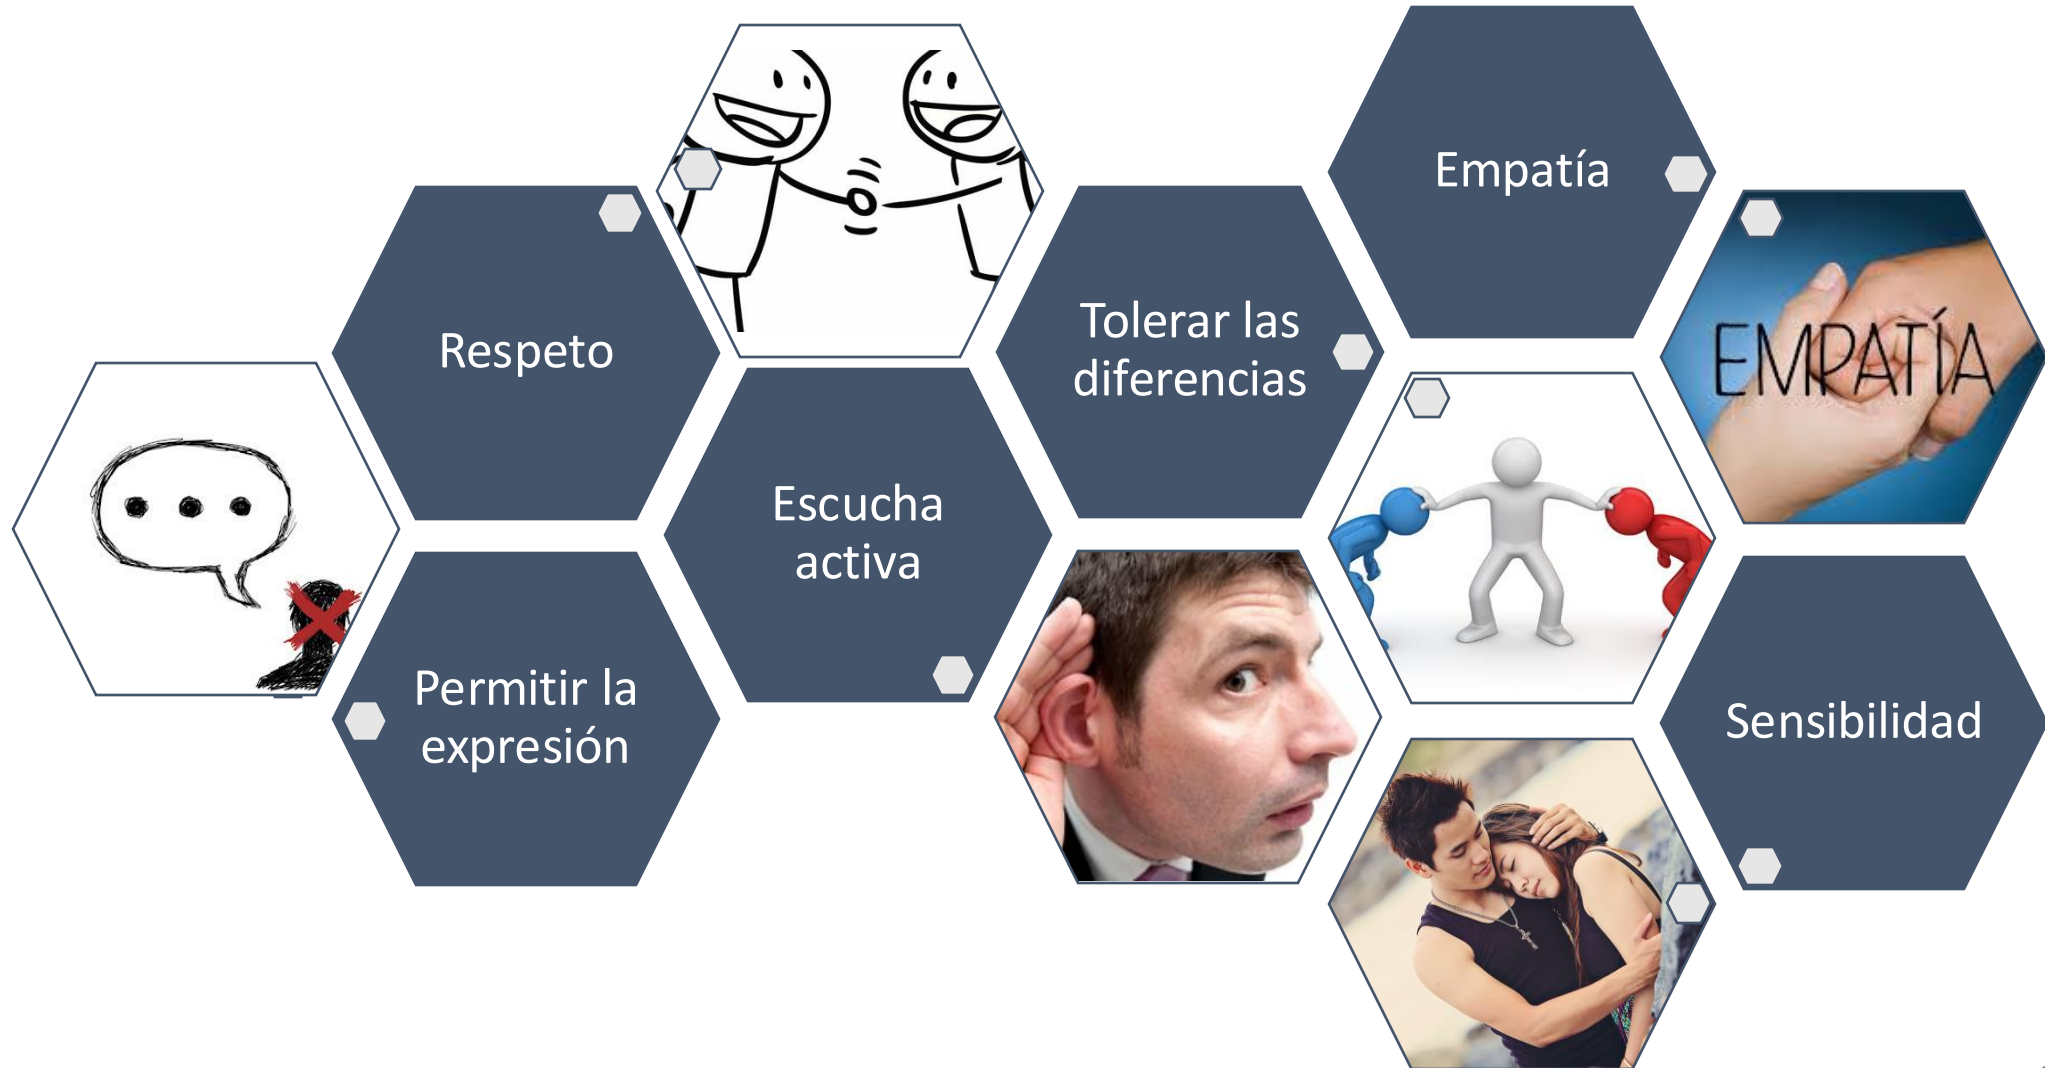 Respeto
Permitir la
expresión
Escucha
activa
Tolerar las
diferencias
Empatía
EMPATÍA
Sensibilidad